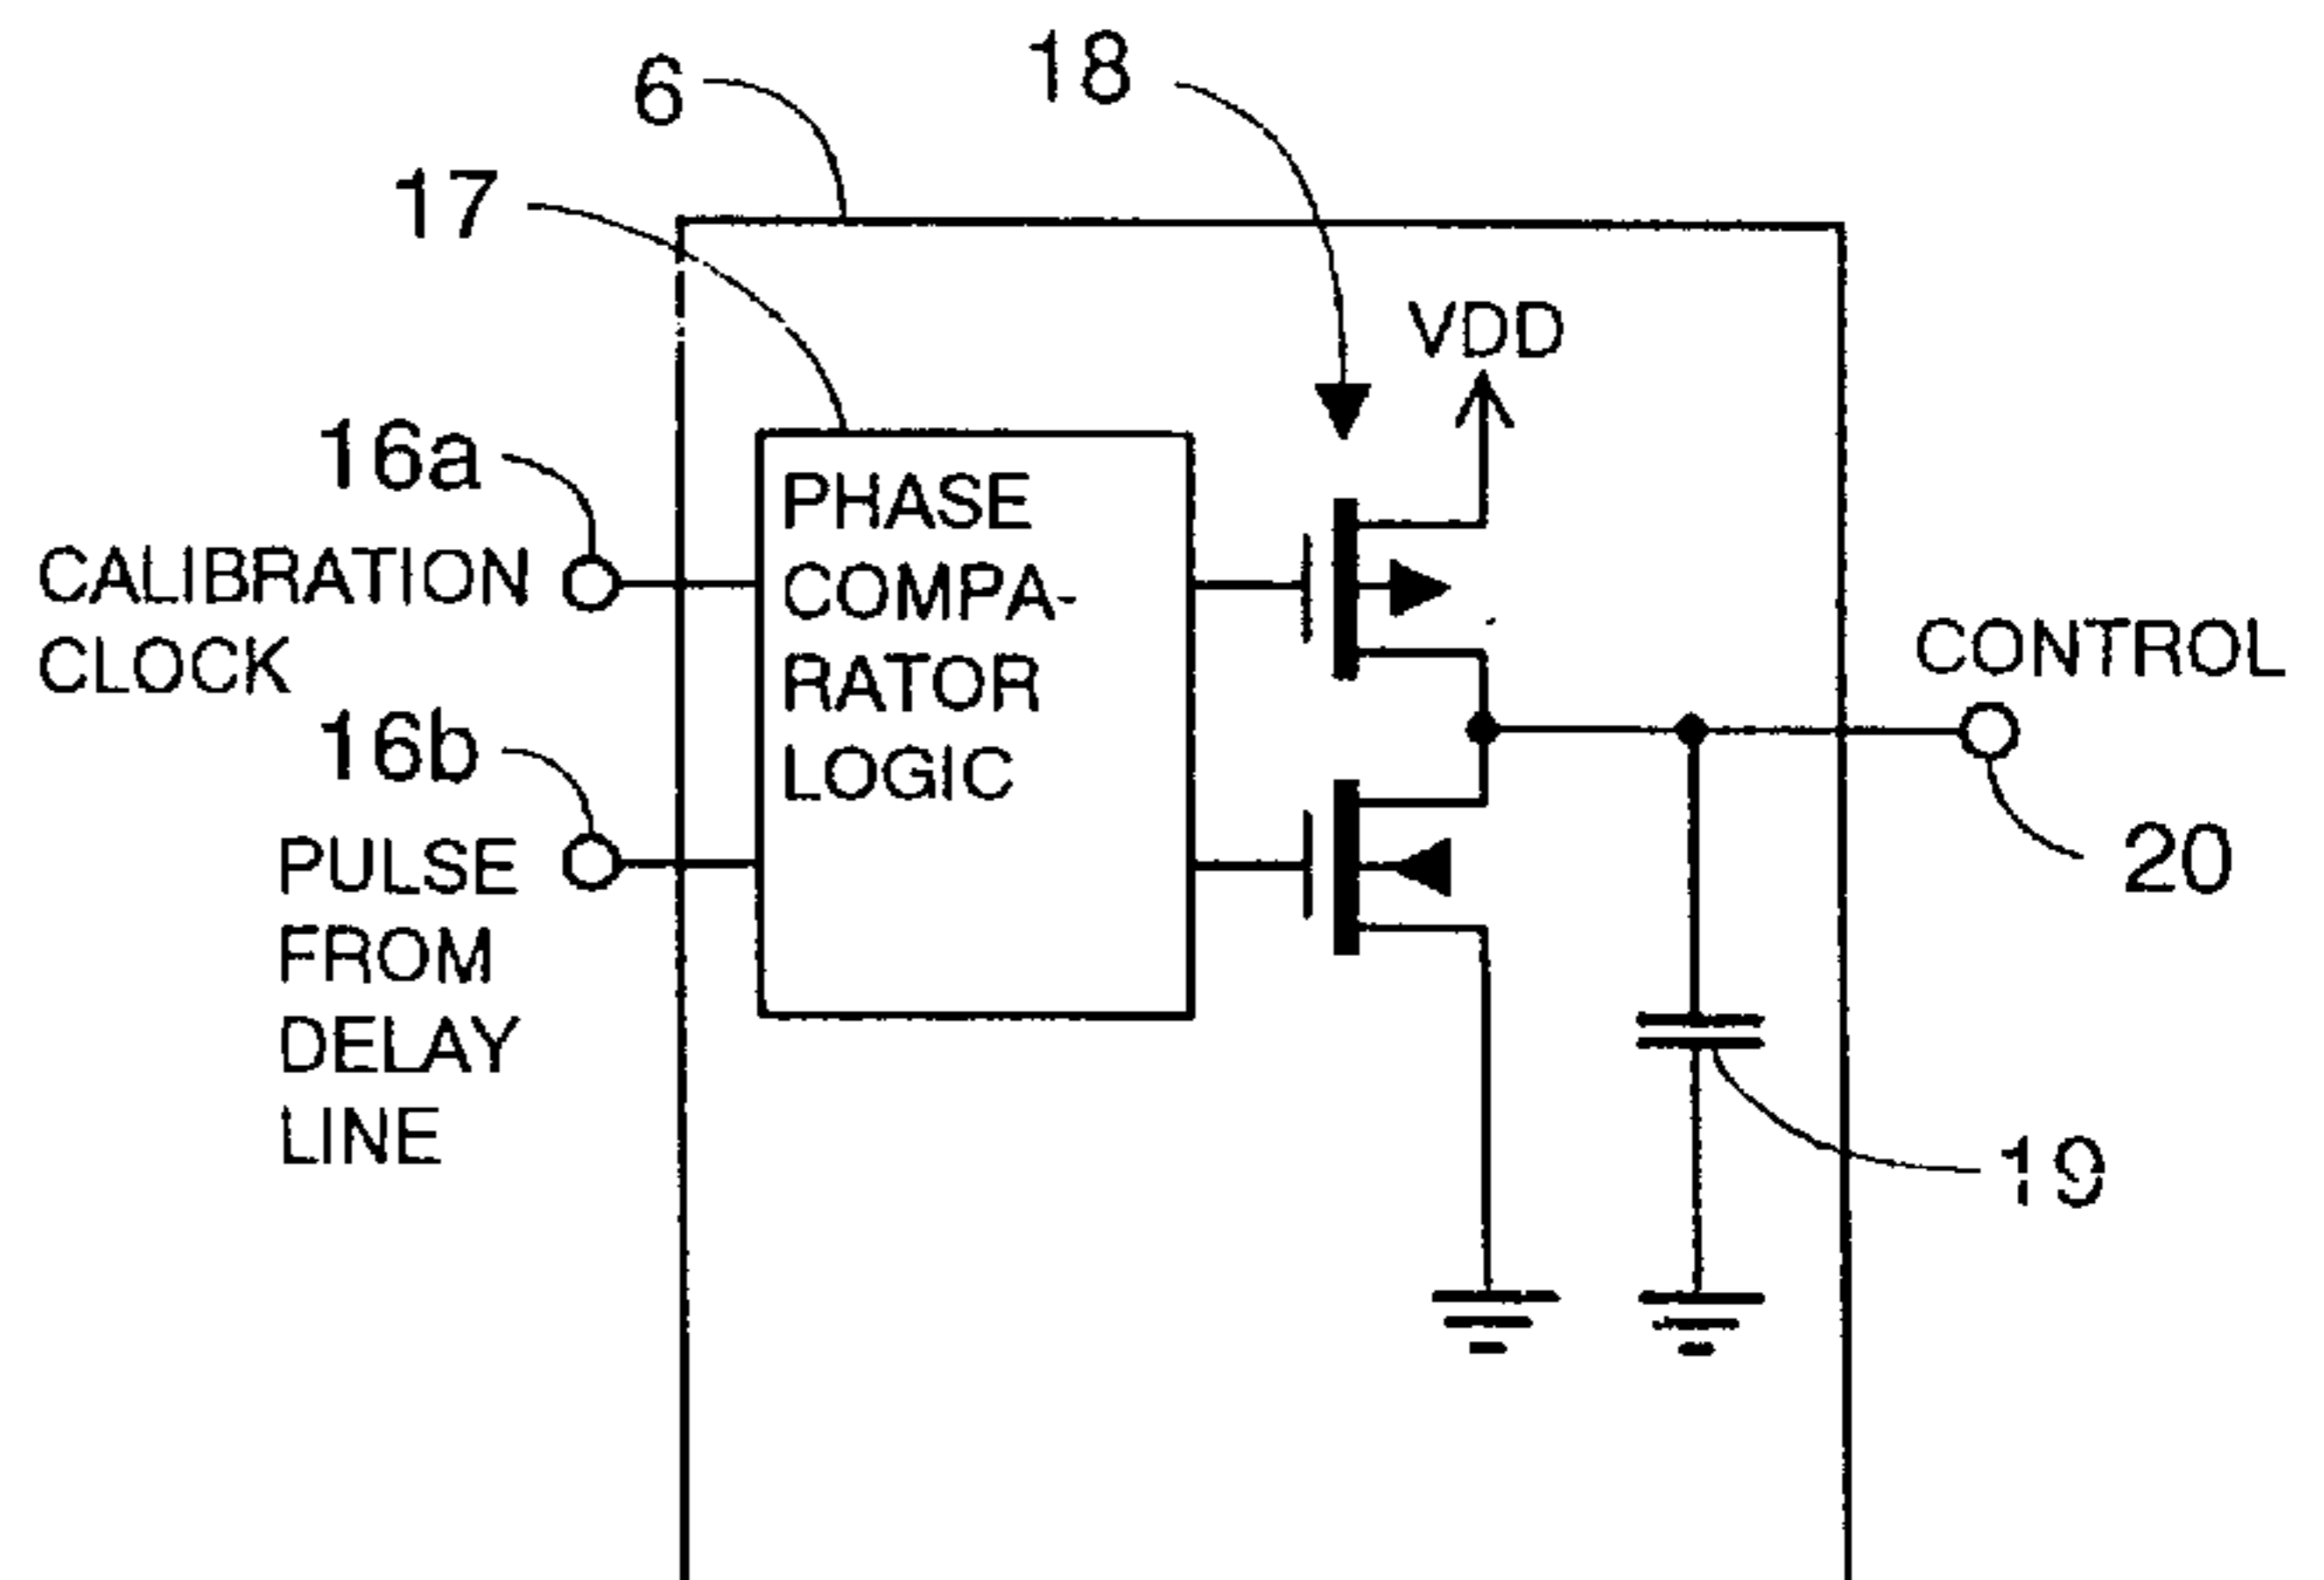 6
18
17
VDD
16a
CALIBRATION
CLOCK
PHASE
COMPA-
RATOR
LOGIC
CONTROL
16b
PULSE
FROM
DELAY
LINE
20
19